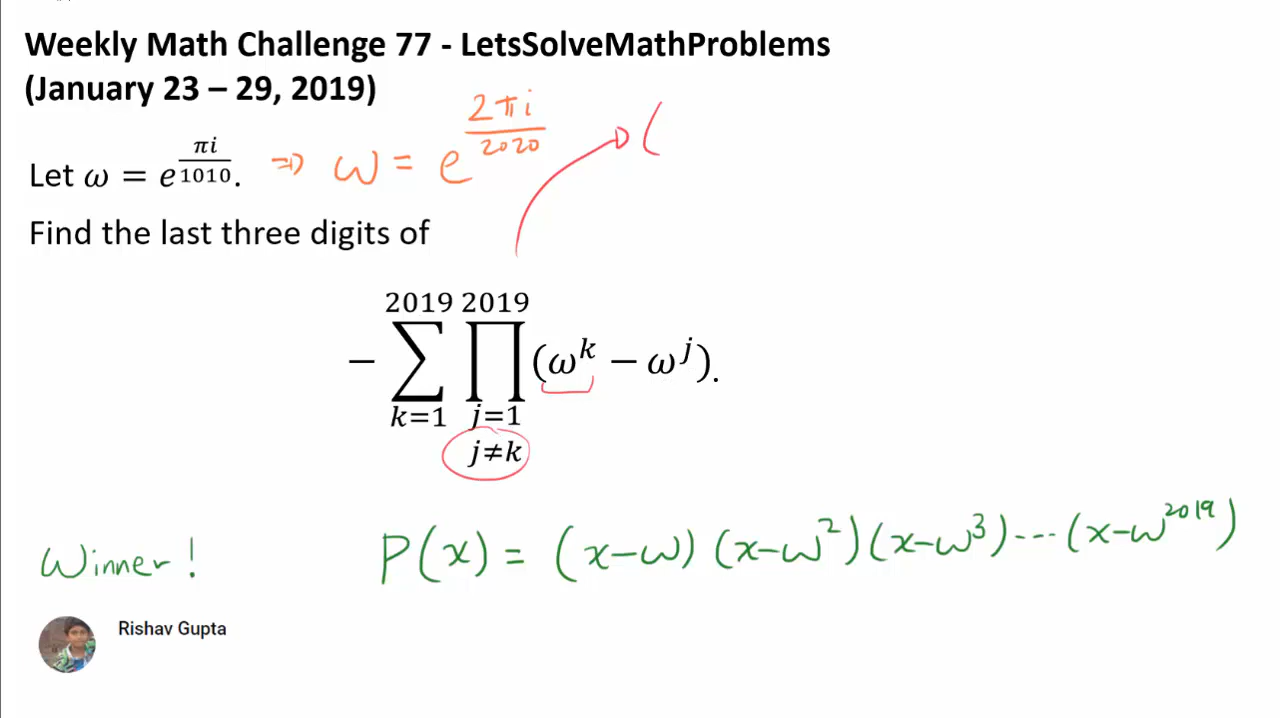 Weekly Math Challenge 77 - LetsSolveMathProblems
(January 23 – 29, 2019)
Let ω = e^{πi/1010}. ⇒ ω = e^{2πi/2020} (
Find the last three digits of
− ∑_{k=1}^{2019} ∏_{j=1, j≠k}^{2019} (ω^k − ω^j).
Winner! P(x) = (x−ω)(x−ω²)(x−ω³)···(x−ω^{2019})
Rishav Gupta